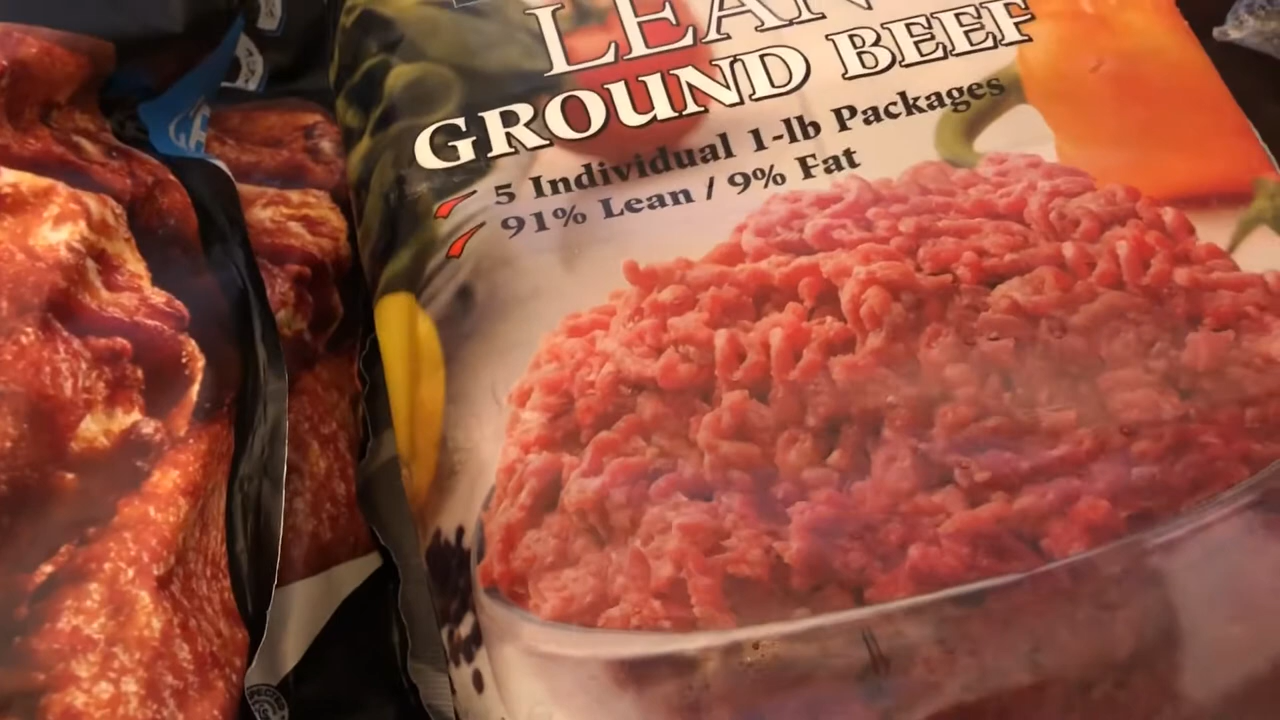 LEAN
GROUND BEEF
5 Individual 1-lb Packages
91% Lean / 9% Fat